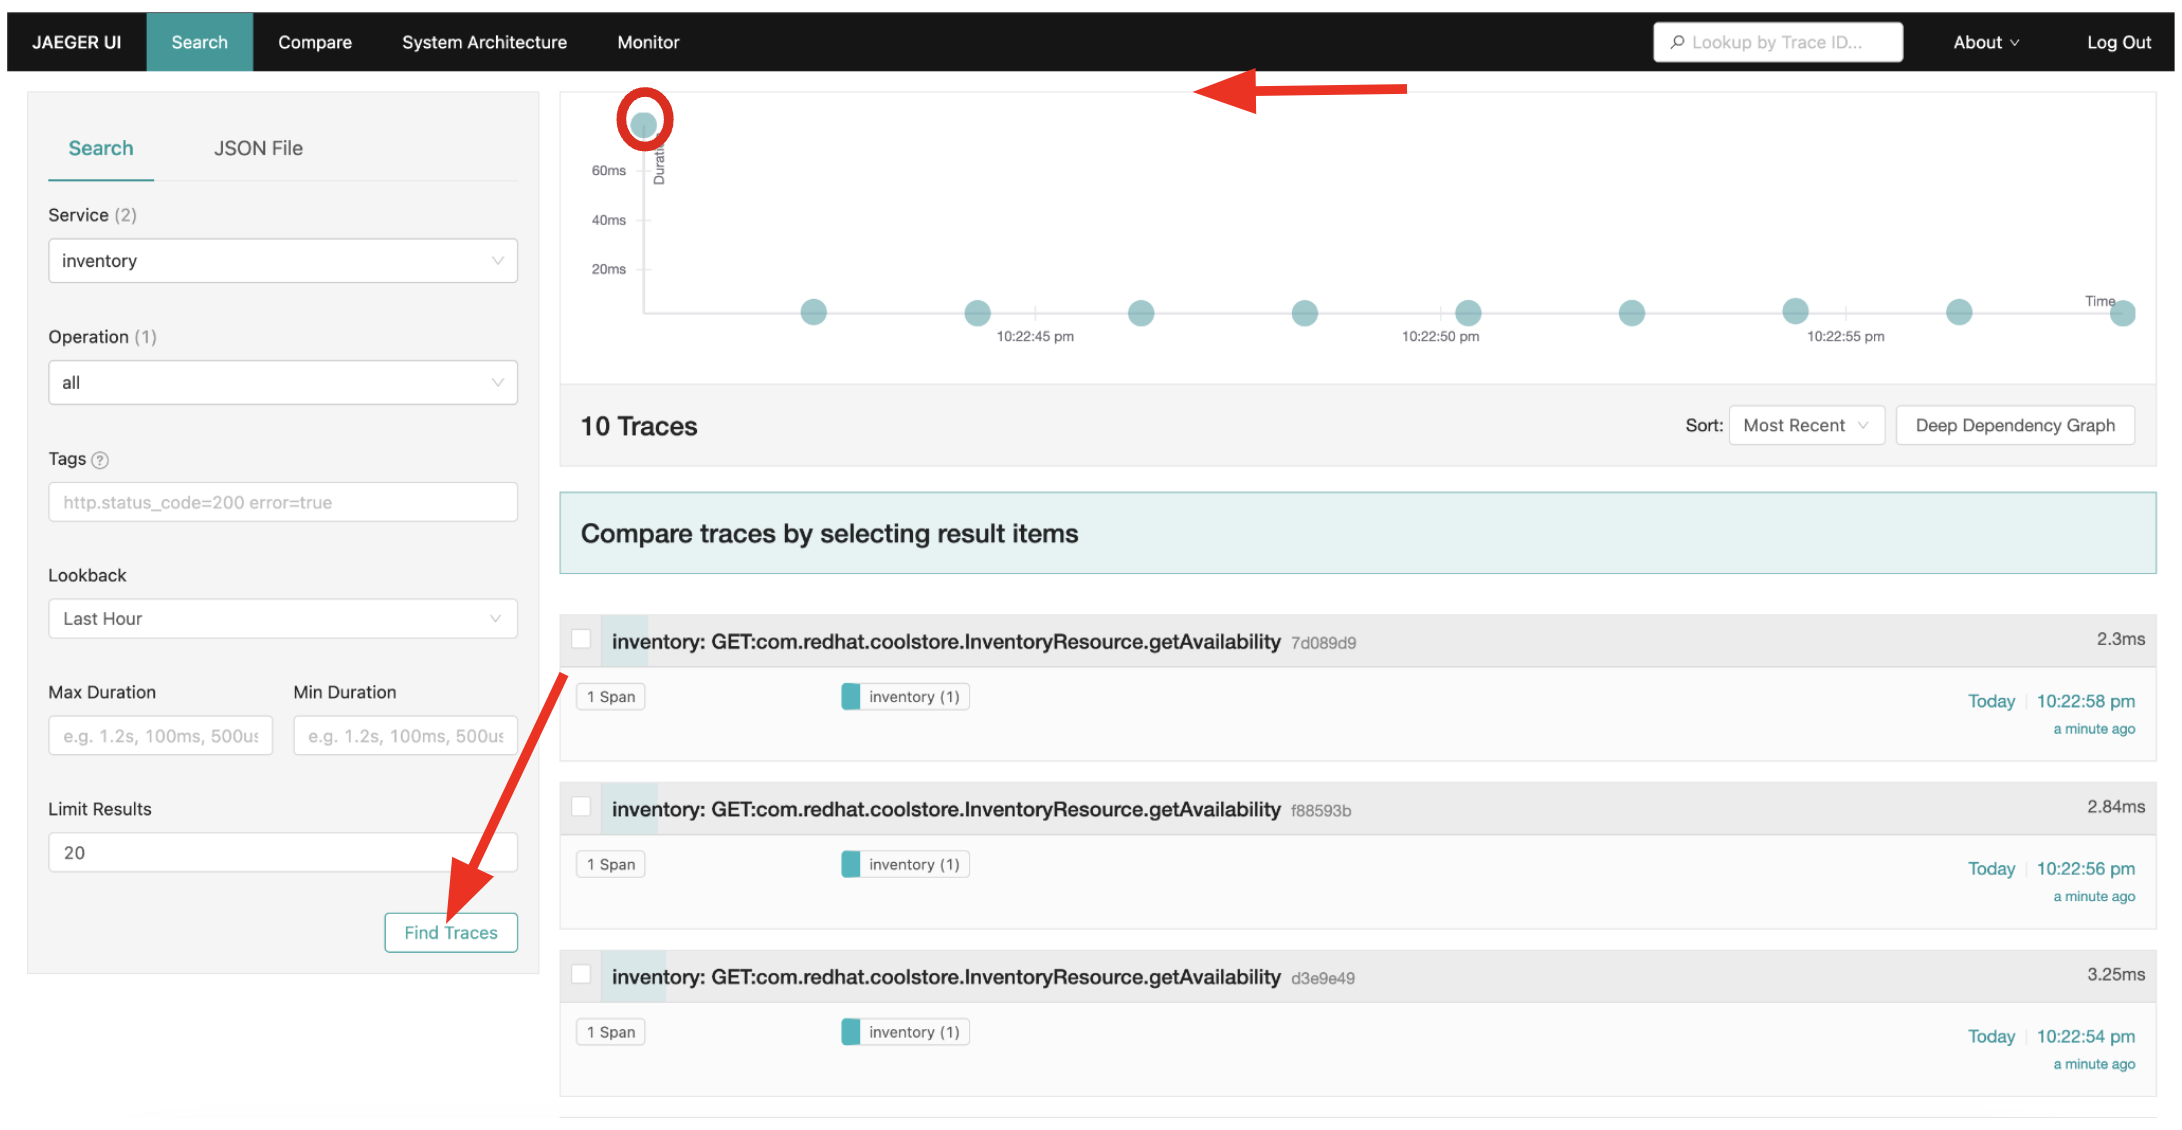 JAEGER UI Search Compare System Architecture Monitor Lookup by Trace ID... About Log Out
Search JSON File
Service (2)
inventory
Operation (1)
all
Tags ?
http.status_code=200 error=true
Lookback
Last Hour
Max Duration Min Duration
e.g. 1.2s, 100ms, 500us e.g. 1.2s, 100ms, 500us
Limit Results
20
Find Traces
Duratio
60ms
40ms
20ms
Time
10:22:45 pm 10:22:50 pm 10:22:55 pm
10 Traces Sort: Most Recent Deep Dependency Graph
Compare traces by selecting result items
inventory: GET:com.redhat.coolstore.InventoryResource.getAvailability 7d089d9 2.3ms
1 Span inventory (1) Today 10:22:58 pm
a minute ago
inventory: GET:com.redhat.coolstore.InventoryResource.getAvailability f88593b 2.84ms
1 Span inventory (1) Today 10:22:56 pm
a minute ago
inventory: GET:com.redhat.coolstore.InventoryResource.getAvailability d3e9e49 3.25ms
1 Span inventory (1) Today 10:22:54 pm
a minute ago